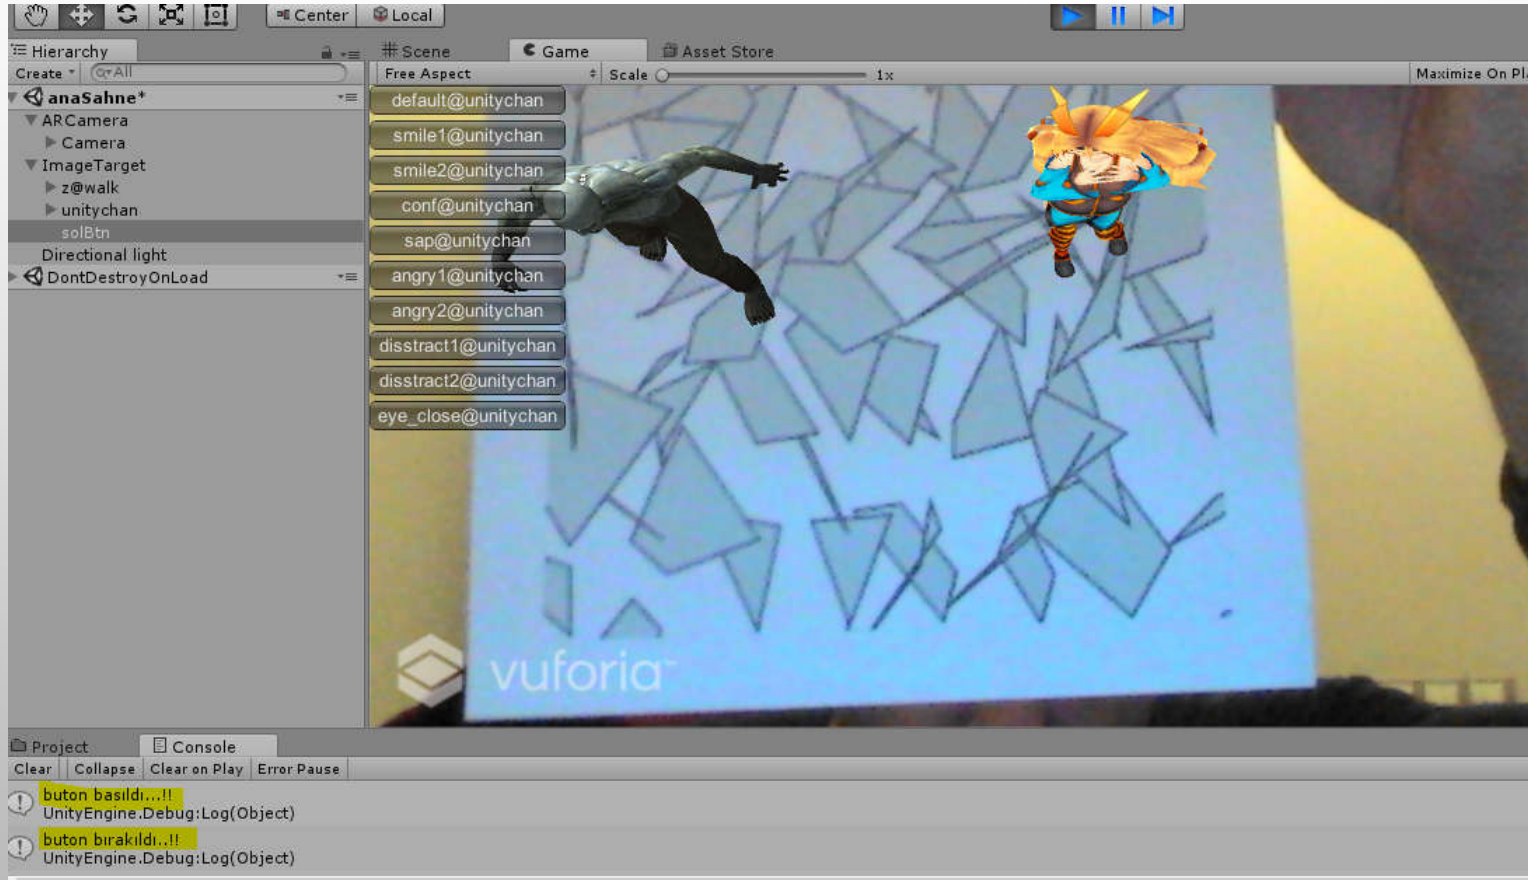 Center
Local
Hierarchy
Scene
Game
Asset Store
Create
All
Free Aspect
Scale
1x
Maximize On Pl
anaSahne*
ARCamera
Camera
ImageTarget
z@walk
unitychan
solBtn
Directional light
DontDestroyOnLoad
default@unitychan
smile1@unitychan
smile2@unitychan
conf@unitychan
sap@unitychan
angry1@unitychan
angry2@unitychan
disstract1@unitychan
disstract2@unitychan
eye_close@unitychan
vuforia™
Project
Console
Clear
Collapse
Clear on Play
Error Pause
buton basıldı...!!
UnityEngine.Debug:Log(Object)
buton bırakıldı..!!
UnityEngine.Debug:Log(Object)